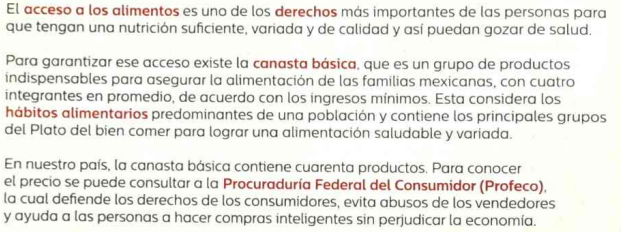 El acceso a los alimentos es uno de los derechos más importantes de las personas para
que tengan una nutrición suficiente, variada y de calidad y así puedan gozar de salud.
Para garantizar ese acceso existe la canasta básica, que es un grupo de productos
indispensables para asegurar la alimentación de las familias mexicanas, con cuatro
integrantes en promedio, de acuerdo con los ingresos mínimos. Esta considera los
hábitos alimentarios predominantes de una población y contiene los principales grupos
del Plato del bien comer para lograr una alimentación saludable y variada.
En nuestro país, la canasta básica contiene cuarenta productos. Para conocer
el precio se puede consultar a la Procuraduría Federal del Consumidor (Profeco),
la cual defiende los derechos de los consumidores, evita abusos de los vendedores
y ayuda a las personas a hacer compras inteligentes sin perjudicar la economía.